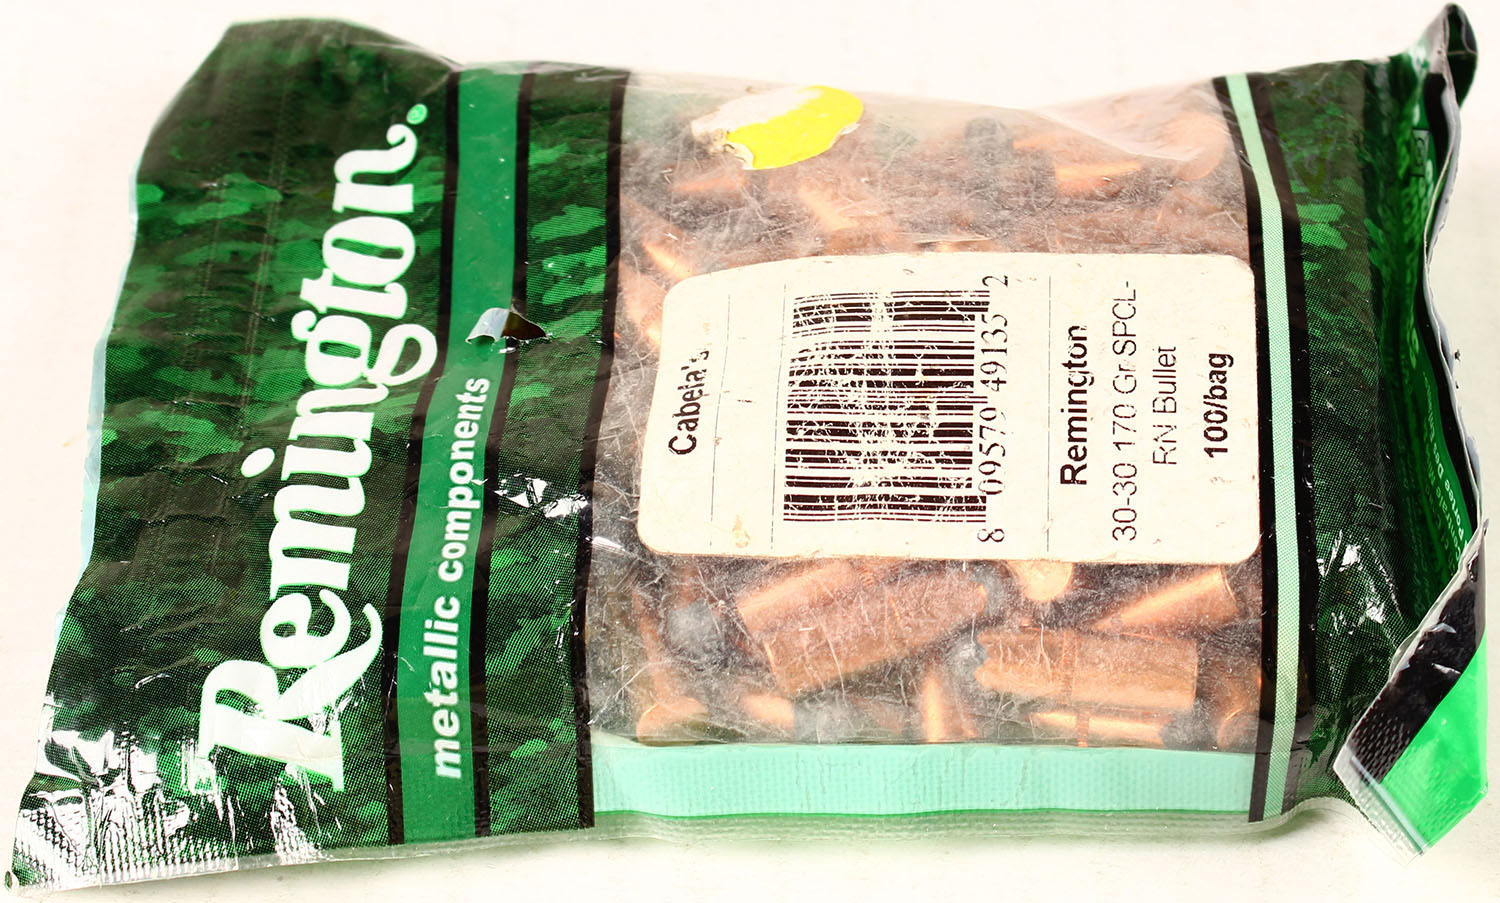 Remington®
metallic components
Cabela's
8 09579 49135 2
Remington
30-30 170 Gr SPCL-
RN Bullet
100/bag